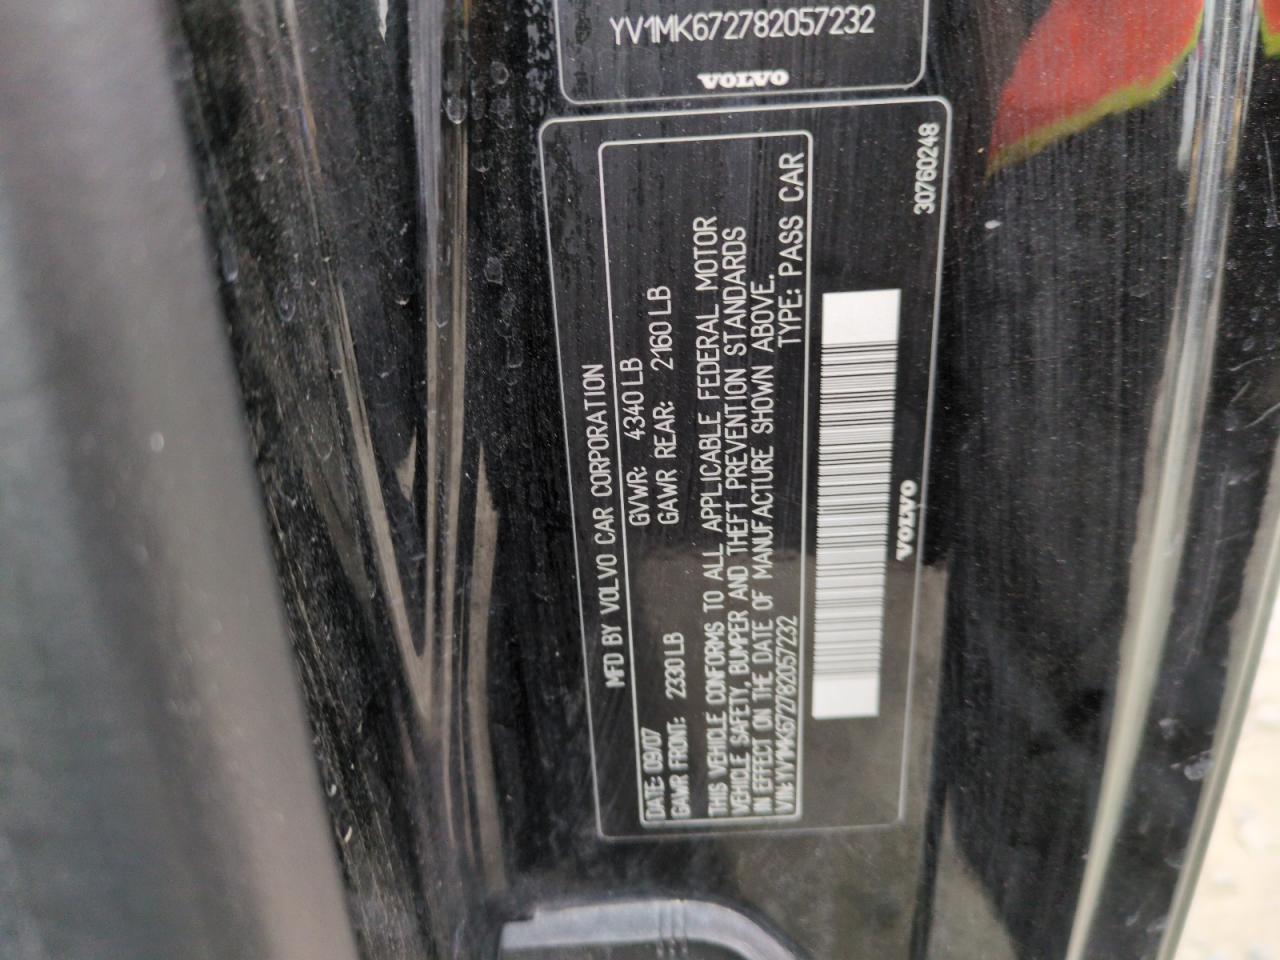 YV1MK672782057232
VOLVO
MFD BY VOLVO CAR CORPORATION
DATE: 09/07 GVWR: 4340 LB
GAWR FRONT: 2330 LB GAWR REAR: 2160 LB
THIS VEHICLE CONFORMS TO ALL APPLICABLE FEDERAL MOTOR
VEHICLE SAFETY, BUMPER AND THEFT PREVENTION STANDARDS
IN EFFECT ON THE DATE OF MANUFACTURE SHOWN ABOVE.
VIN: YV1MK672782057232 TYPE: PASS CAR
VOLVO
30760248